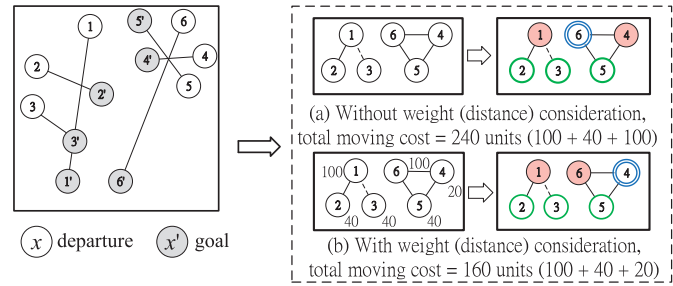 1
5'
6
4'
4
2
5
2'
3
3'
1'
6'
x departure x' goal
1 6 4
2 3 5
1 6 4
2 3 5
(a) Without weight (distance) consideration,
total moving cost = 240 units (100 + 40 + 100)
100 1 6 100 4
20
2 3 5
40 40 40
1 6 4
2 3 5
(b) With weight (distance) consideration,
total moving cost = 160 units (100 + 40 + 20)